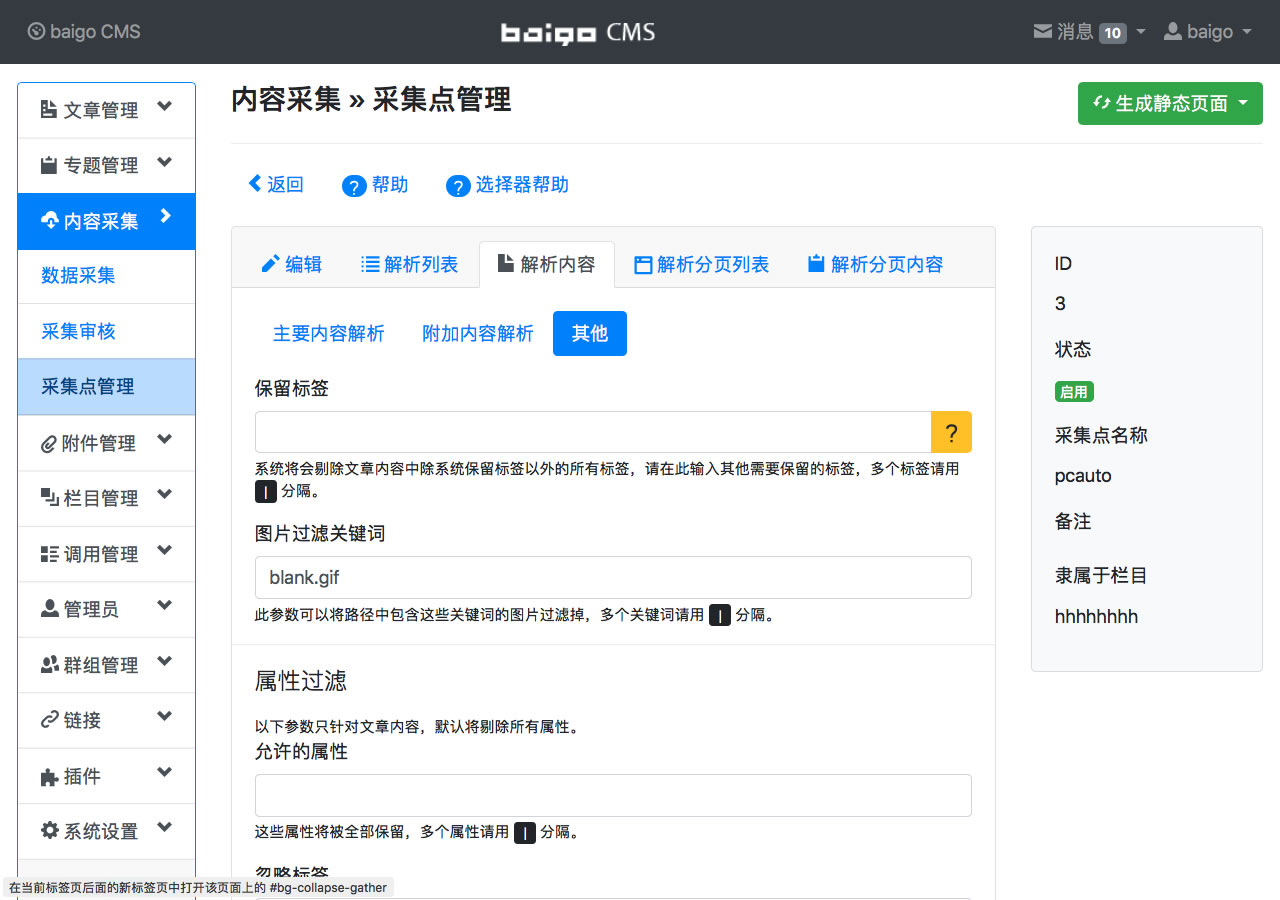 baigo CMS
baigo CMS
消息 10
baigo
文章管理
专题管理
内容采集
数据采集
采集审核
采集点管理
附件管理
栏目管理
调用管理
管理员
群组管理
链接
插件
系统设置
内容采集 » 采集点管理
生成静态页面
返回
? 帮助
? 选择器帮助
编辑
解析列表
解析内容
解析分页列表
解析分页内容
主要内容解析
附加内容解析
其他
保留标签
?
系统将会剔除文章内容中除系统保留标签以外的所有标签，请在此输入其他需要保留的标签，多个标签请用
| 分隔。
图片过滤关键词
blank.gif
此参数可以将路径中包含这些关键词的图片过滤掉，多个关键词请用 | 分隔。
属性过滤
以下参数只针对文章内容，默认将剔除所有属性。
允许的属性
这些属性将被全部保留，多个属性请用 | 分隔。
忽略标签
ID
3
状态
启用
采集点名称
pcauto
备注
隶属于栏目
hhhhhhhh
在当前标签页后面的新标签页中打开该页面上的 #bg-collapse-gather